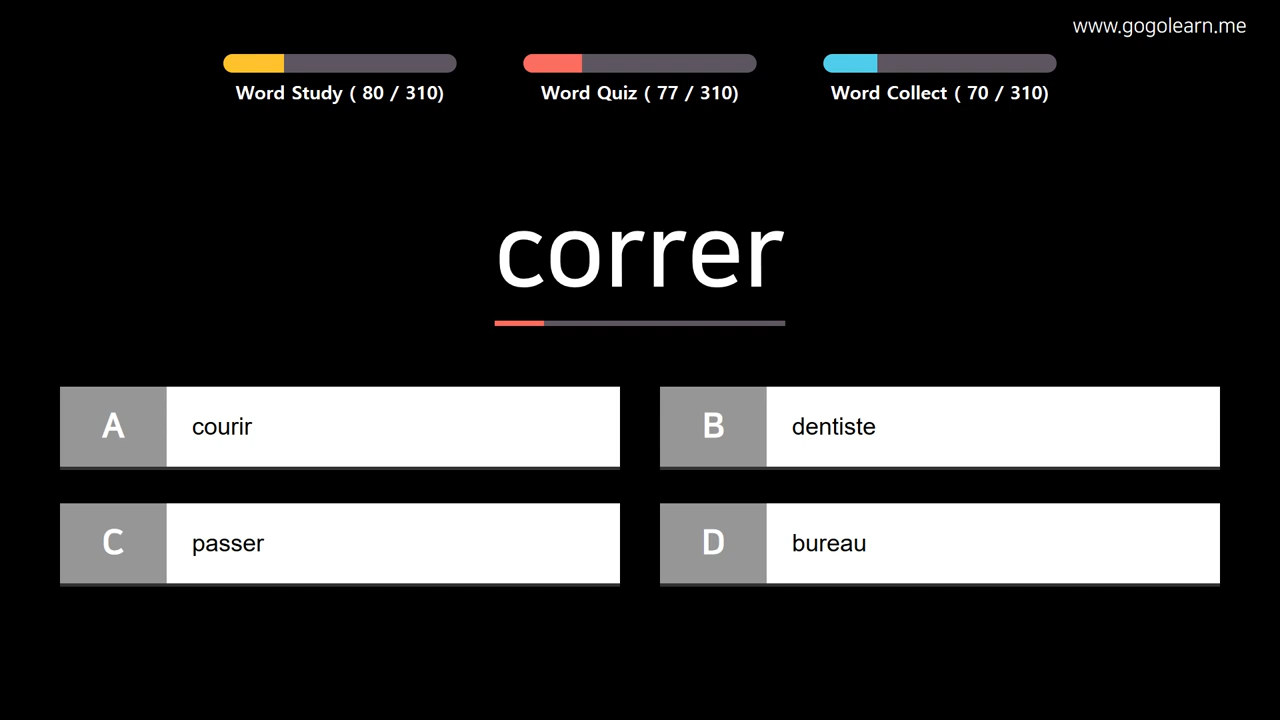 www.gogolearn.me
Word Study ( 80 / 310)
Word Quiz ( 77 / 310)
Word Collect ( 70 / 310)
correr
A courir
B dentiste
C passer
D bureau